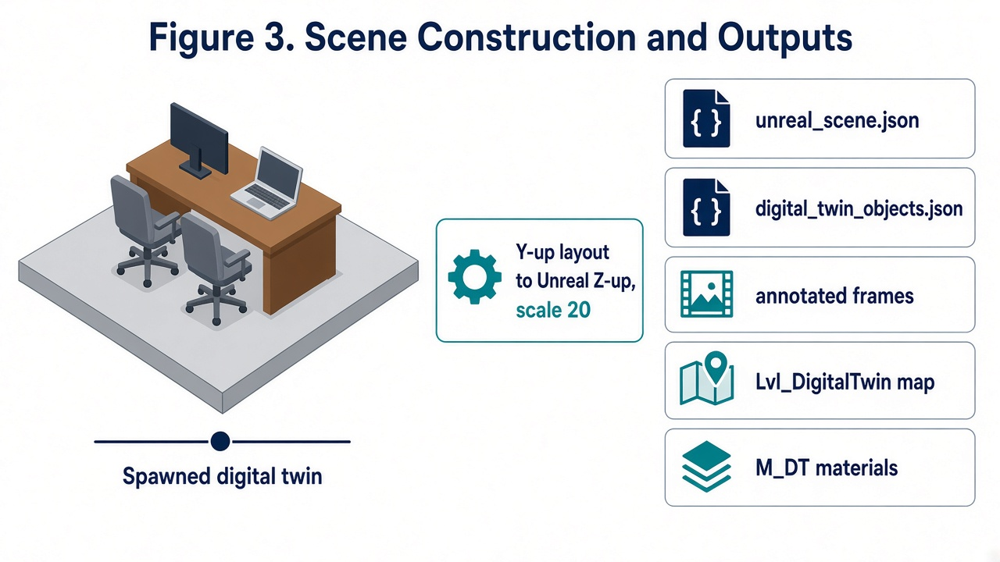 Figure 3. Scene Construction and Outputs
Spawned digital twin
Y-up layout
to Unreal Z-up,
scale 20
{ } unreal_scene.json
{ } digital_twin_objects.json
annotated frames
Lvl_DigitalTwin map
M_DT materials